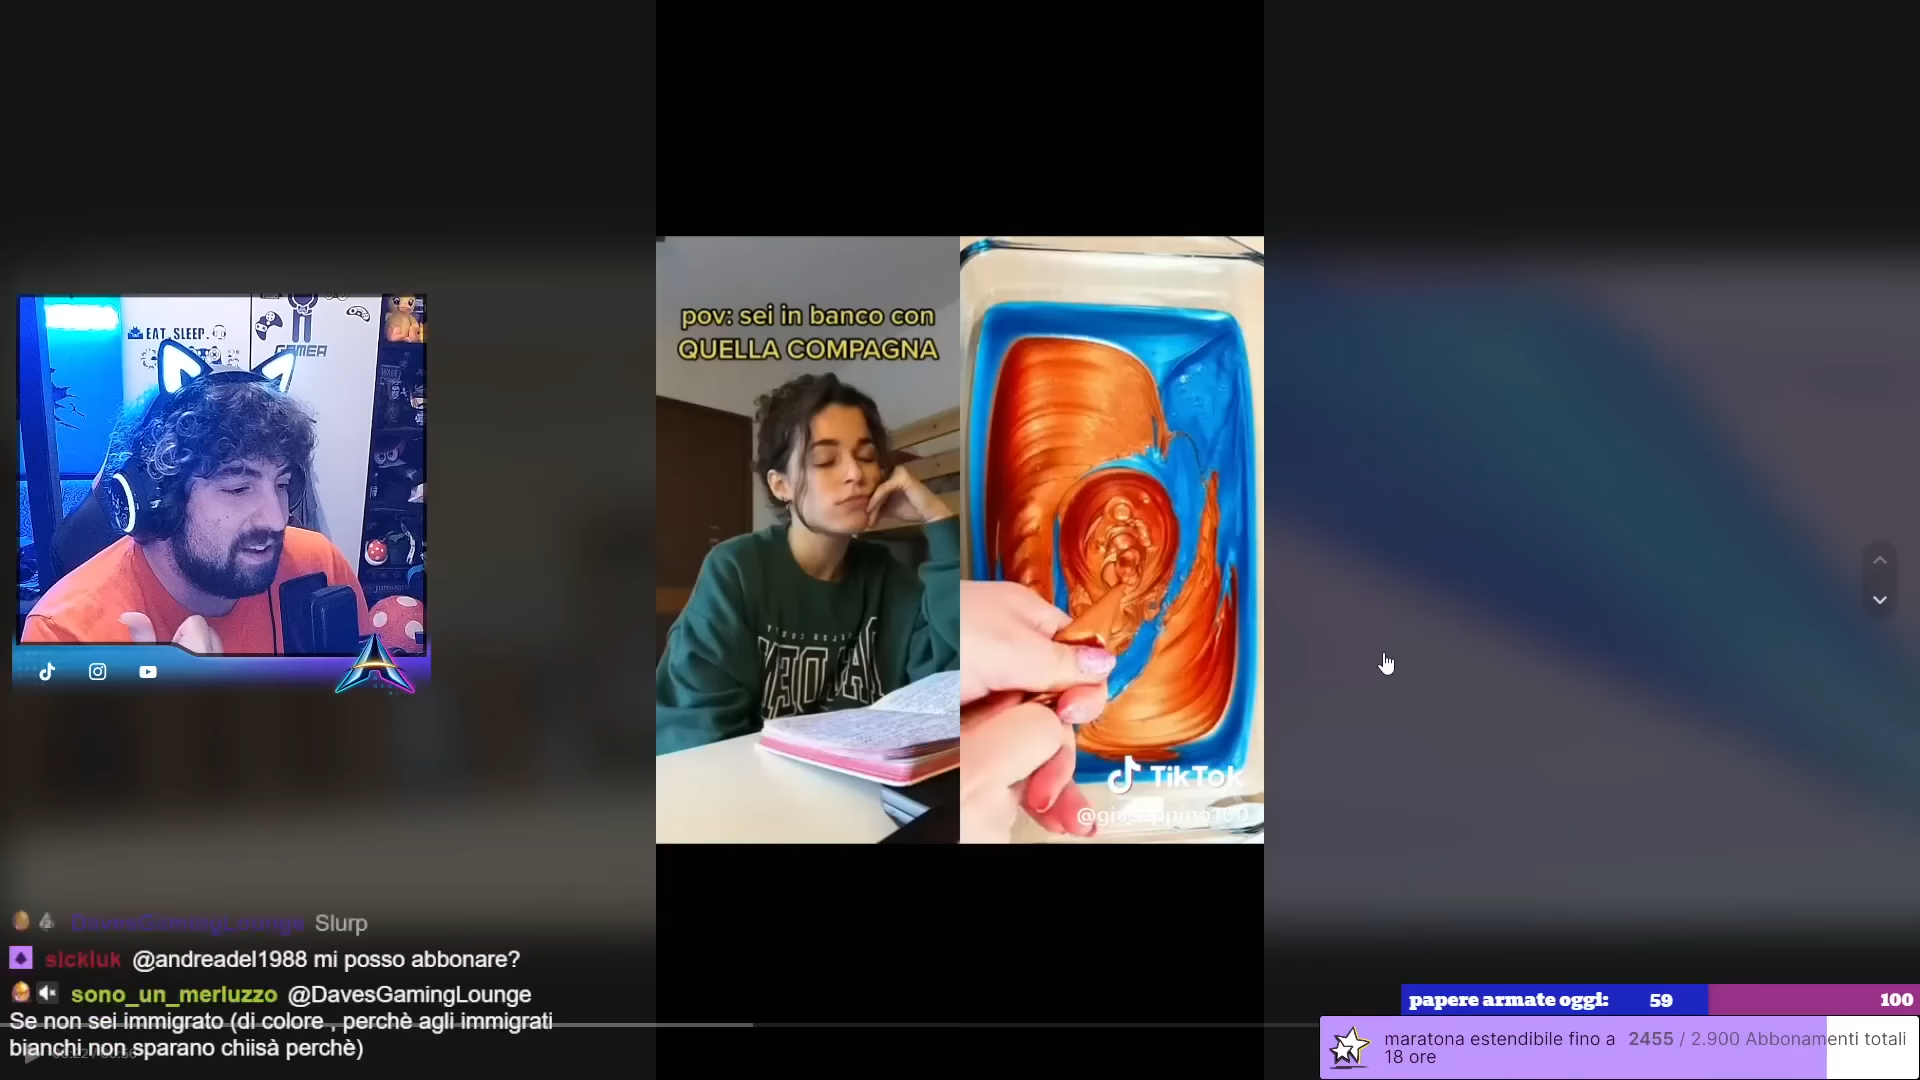 EAT. SLEEP.
GAMER
pov: sei in banco con
QUELLA COMPAGNA
TikTok
DavesGamingLounge Slurp
sickluk @andreadel1988 mi posso abbonare?
sono_un_merluzzo @DavesGamingLounge
Se non sei immigrato (di colore , perchè agli immigrati
bianchi non sparano chiisà perchè)
papere armate oggi: 59 100
maratona estendibile fino a 2455 / 2.900 Abbonamenti totali
18 ore